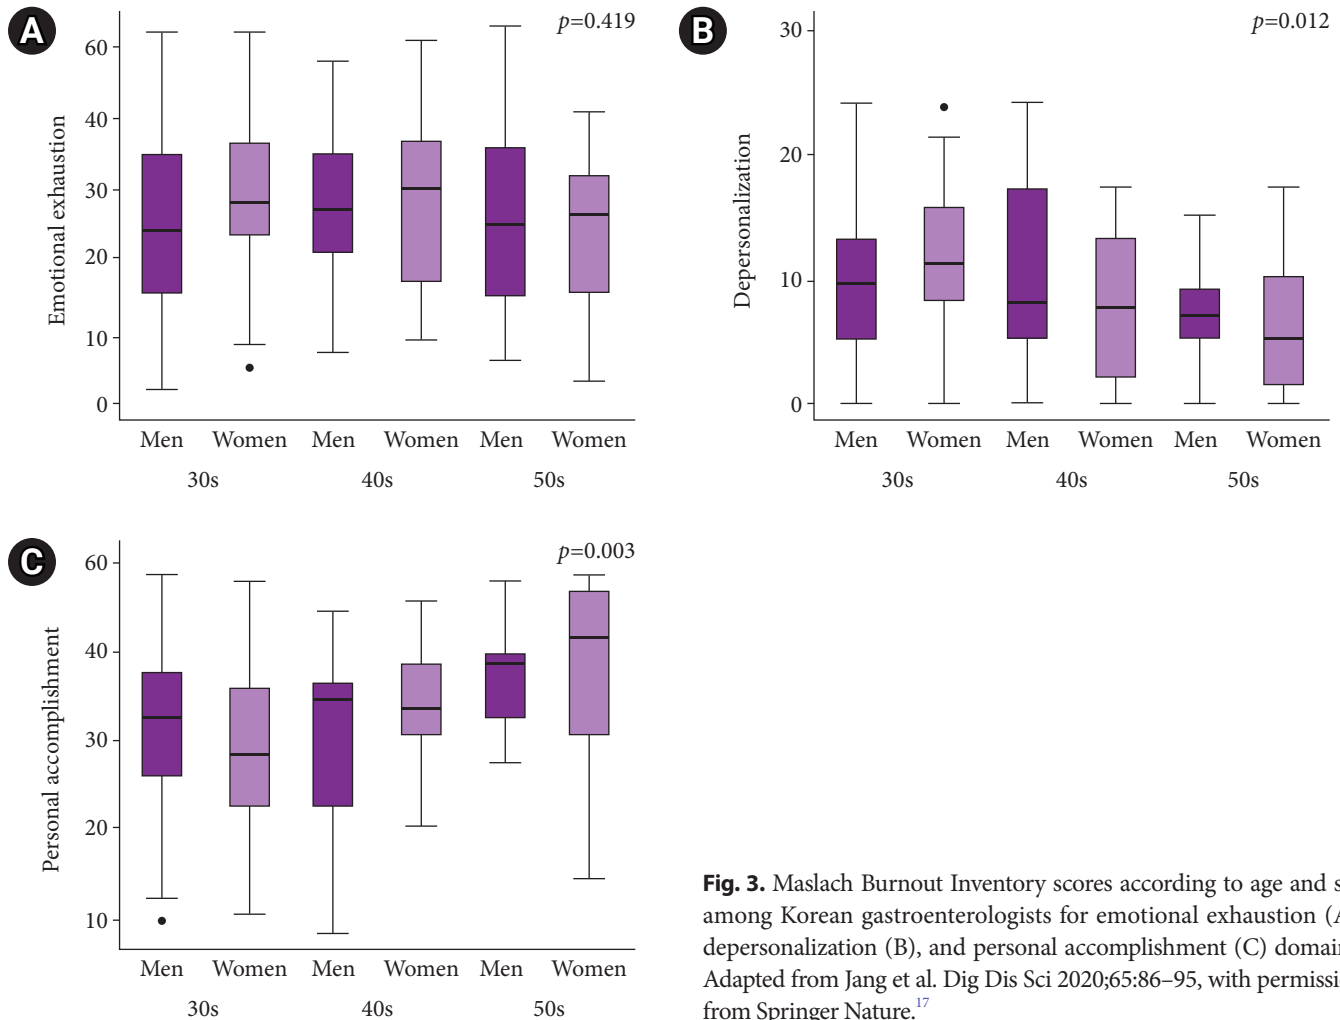 A
p=0.419
60
40
30
20
10
0
Emotional exhaustion
Men Women Men Women Men Women
30s 40s 50s
B
p=0.012
30
20
10
0
Depersonalization
Men Women Men Women Men Women
30s 40s 50s
C
p=0.003
60
40
30
20
10
Personal accomplishment
Men Women Men Women Men Women
30s 40s 50s
Fig. 3. Maslach Burnout Inventory scores according to age and s
among Korean gastroenterologists for emotional exhaustion (A
depersonalization (B), and personal accomplishment (C) domain
Adapted from Jang et al. Dig Dis Sci 2020;65:86–95, with permissi
from Springer Nature.17